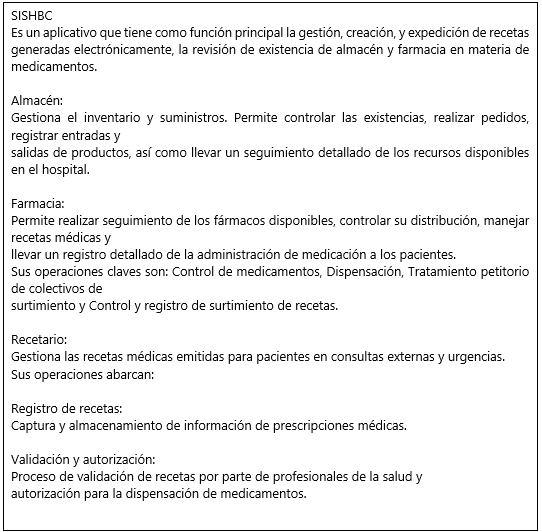 SISHBC
Es un aplicativo que tiene como función principal la gestión, creación, y expedición de recetas
generadas electrónicamente, la revisión de existencia de almacén y farmacia en materia de
medicamentos.

Almacén:
Gestiona el inventario y suministros. Permite controlar las existencias, realizar pedidos,
registrar entradas y
salidas de productos, así como llevar un seguimiento detallado de los recursos disponibles
en el hospital.

Farmacia:
Permite realizar seguimiento de los fármacos disponibles, controlar su distribución, manejar
recetas médicas y
llevar un registro detallado de la administración de medicación a los pacientes.
Sus operaciones claves son: Control de medicamentos, Dispensación, Tratamiento petitorio
de colectivos de
surtimiento y Control y registro de surtimiento de recetas.

Recetario:
Gestiona las recetas médicas emitidas para pacientes en consultas externas y urgencias.
Sus operaciones abarcan:

Registro de recetas:
Captura y almacenamiento de información de prescripciones médicas.

Validación y autorización:
Proceso de validación de recetas por parte de profesionales de la salud y
autorización para la dispensación de medicamentos.